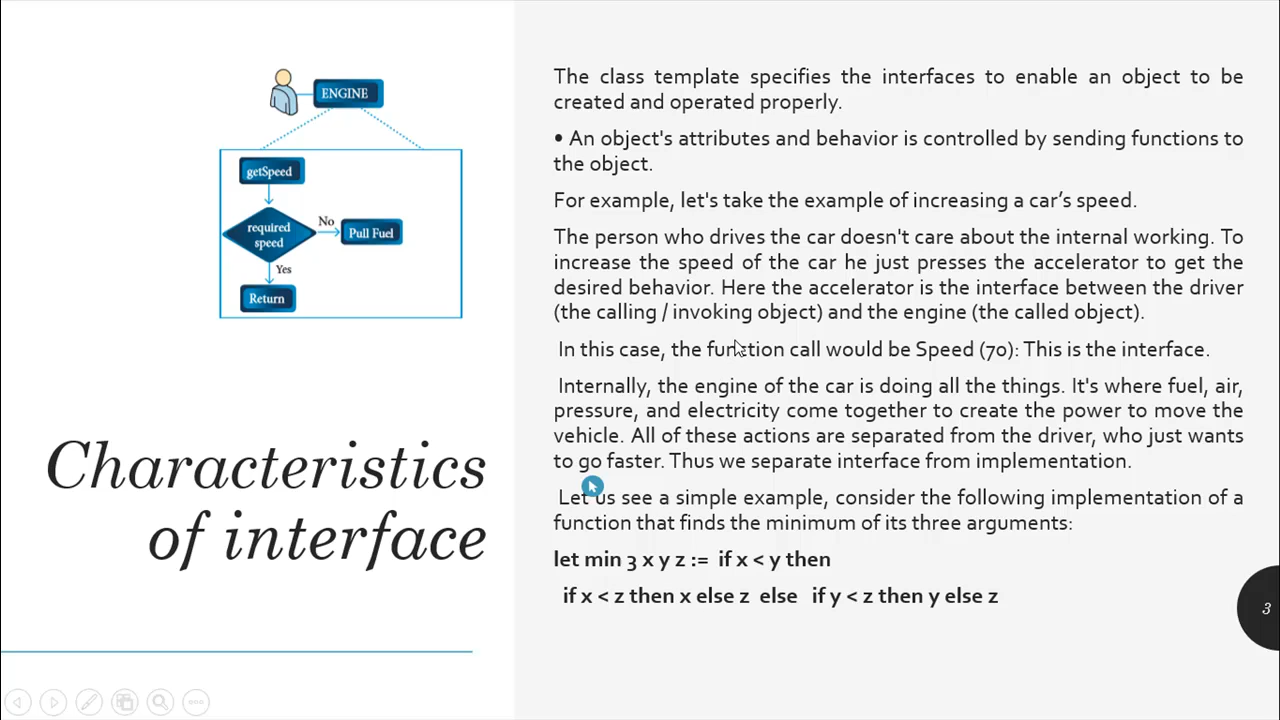 ENGINE
getSpeed
required
speed
No
Pull Fuel
Yes
Return
Characteristics
of interface
The class template specifies the interfaces to enable an object to be
created and operated properly.
• An object's attributes and behavior is controlled by sending functions to
the object.
For example, let's take the example of increasing a car’s speed.
The person who drives the car doesn't care about the internal working. To
increase the speed of the car he just presses the accelerator to get the
desired behavior. Here the accelerator is the interface between the driver
(the calling / invoking object) and the engine (the called object).
In this case, the function call would be Speed (70): This is the interface.
Internally, the engine of the car is doing all the things. It's where fuel, air,
pressure, and electricity come together to create the power to move the
vehicle. All of these actions are separated from the driver, who just wants
to go faster. Thus we separate interface from implementation.
Let us see a simple example, consider the following implementation of a
function that finds the minimum of its three arguments:
let min 3 x y z := if x < y then
if x < z then x else z else if y < z then y else z
3